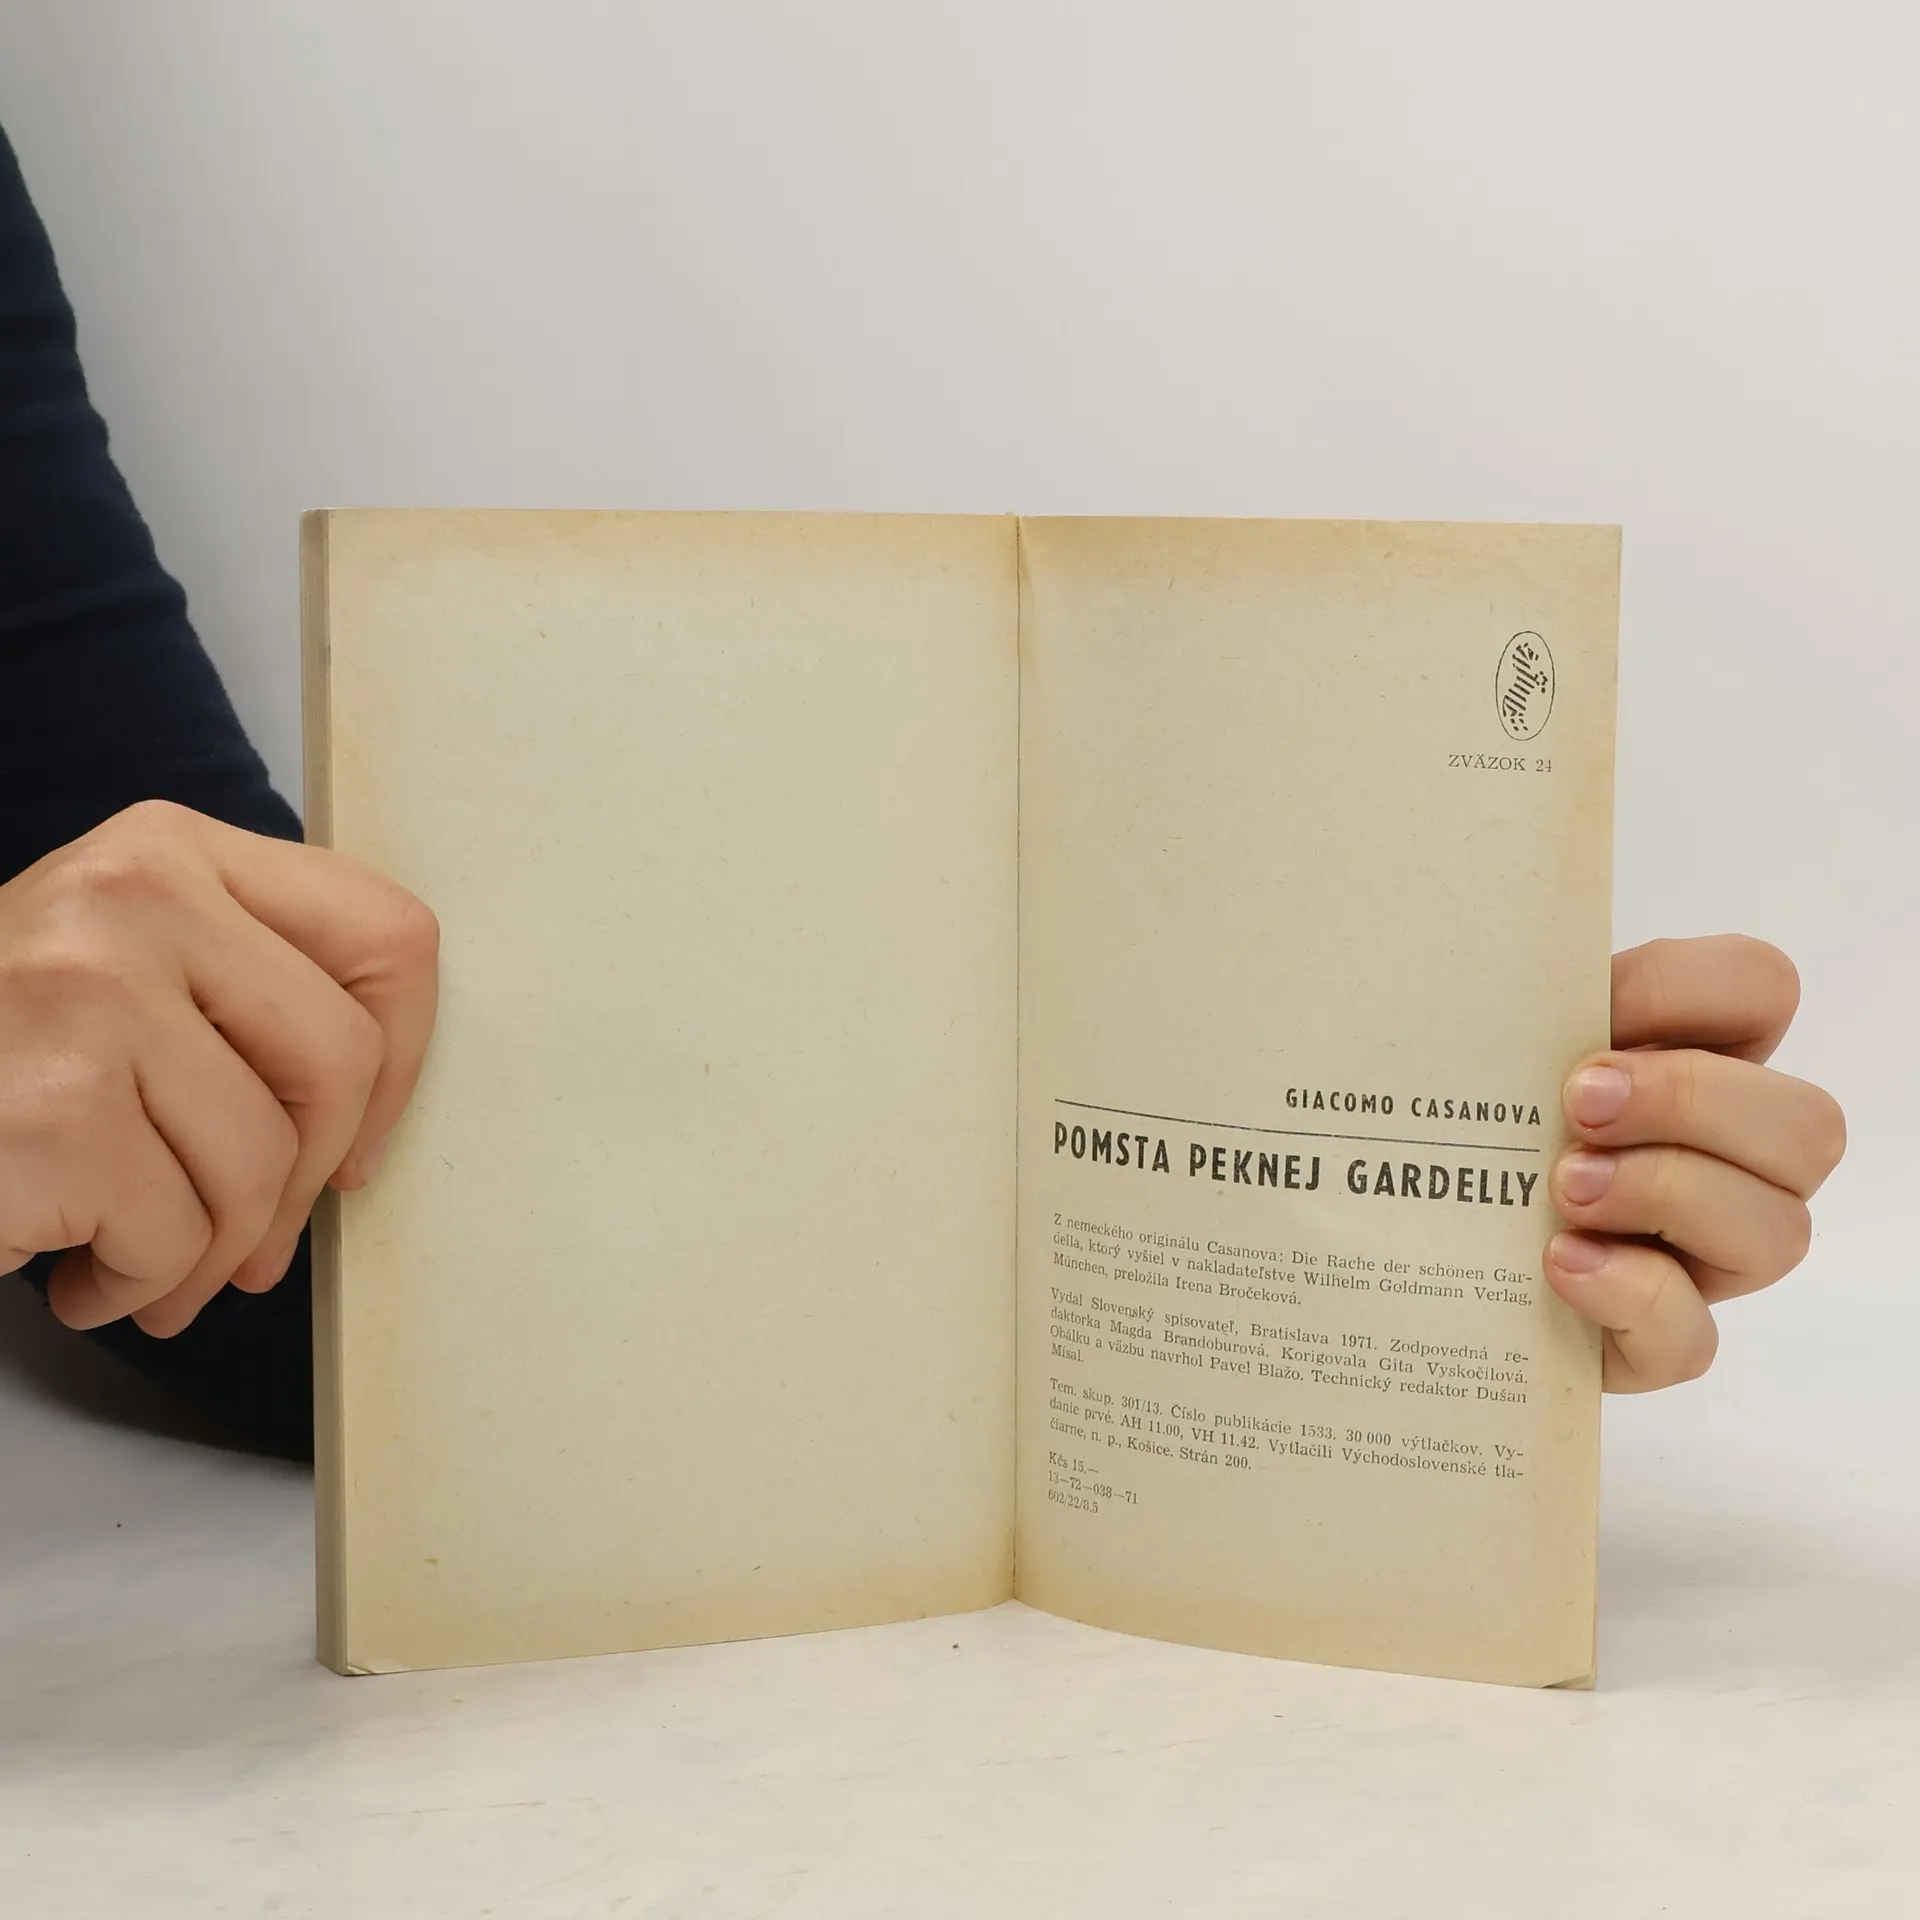 ZVÄZOK 24
GIACOMO CASANOVA
POMSTA PEKNEJ GARDELLY
Z nemeckého originálu Casanova: Die Rache der schönen Gar-
della, ktorý vyšiel v nakladateľstve Wilhelm Goldmann Verlag,
München, preložila Irena Bročeková.
Vydal Slovenský spisovateľ, Bratislava 1971. Zodpovedná re-
daktorka Magda Brandoburová. Korigovala Gita Vyskočilová.
Obálku a väzbu navrhol Pavel Blažo. Technický redaktor Dušan
Misal.
Tem. skup. 301/13. Číslo publikácie 1533. 30 000 výtlačkov. Vy-
danie prvé. AH 11.00, VH 11.42. Vytlačili Východoslovenské tla-
čiarne, n. p., Košice. Strán 200.
Kčs 15.—
13—72—038—71
602/22/8.5